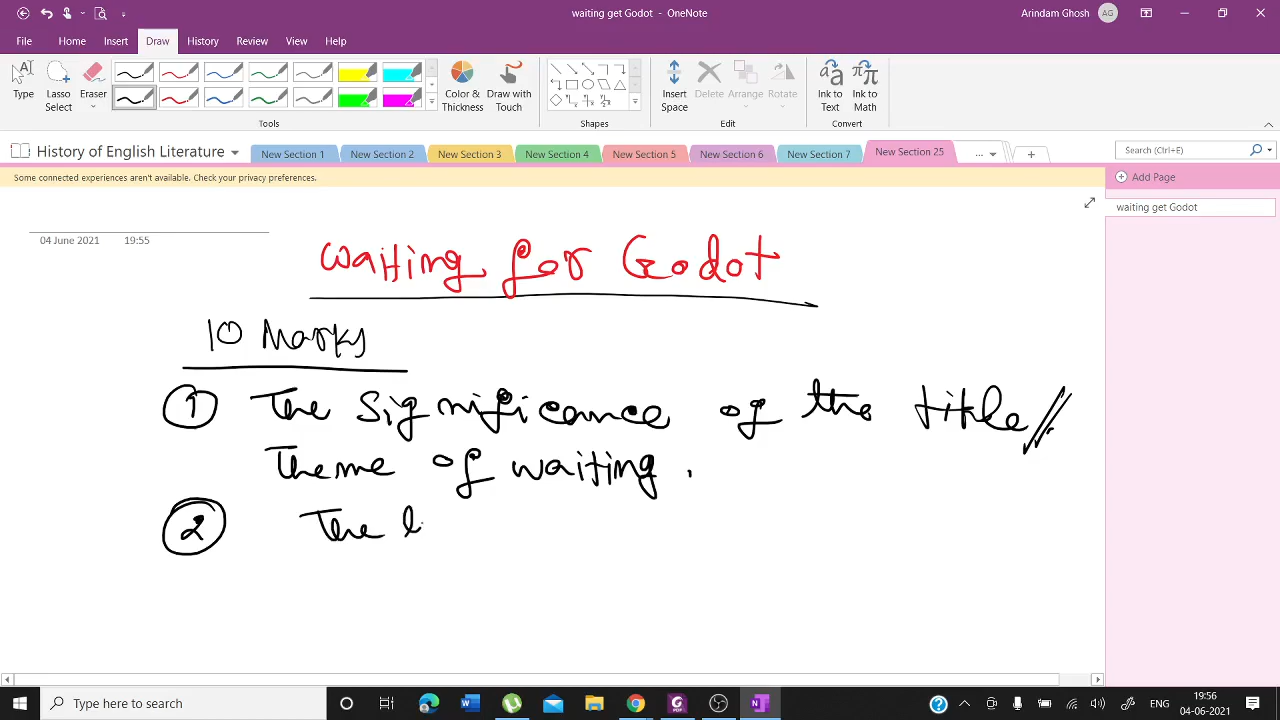 waiting get Godot - OneNote
Arindam Ghosh AG
File Home Insert Draw History Review View Help
Type Lasso Select Eraser Color & Thickness Draw with Touch Insert Space Delete Arrange Rotate Ink to Text Ink to Math
Tools Shapes Edit Convert
History of English Literature New Section 1 New Section 2 New Section 3 New Section 4 New Section 5 New Section 6 New Section 7 New Section 25 ... + Search (Ctrl+E)
Some connected experiences aren't available. Check your privacy preferences.
Add Page
waiting get Godot
04 June 2021 19:55
Waiting for Godot
10 Marks
1 The Significance of the title//
Theme of waiting.
2 The l
Type here to search
ENG 19:56
04-06-2021